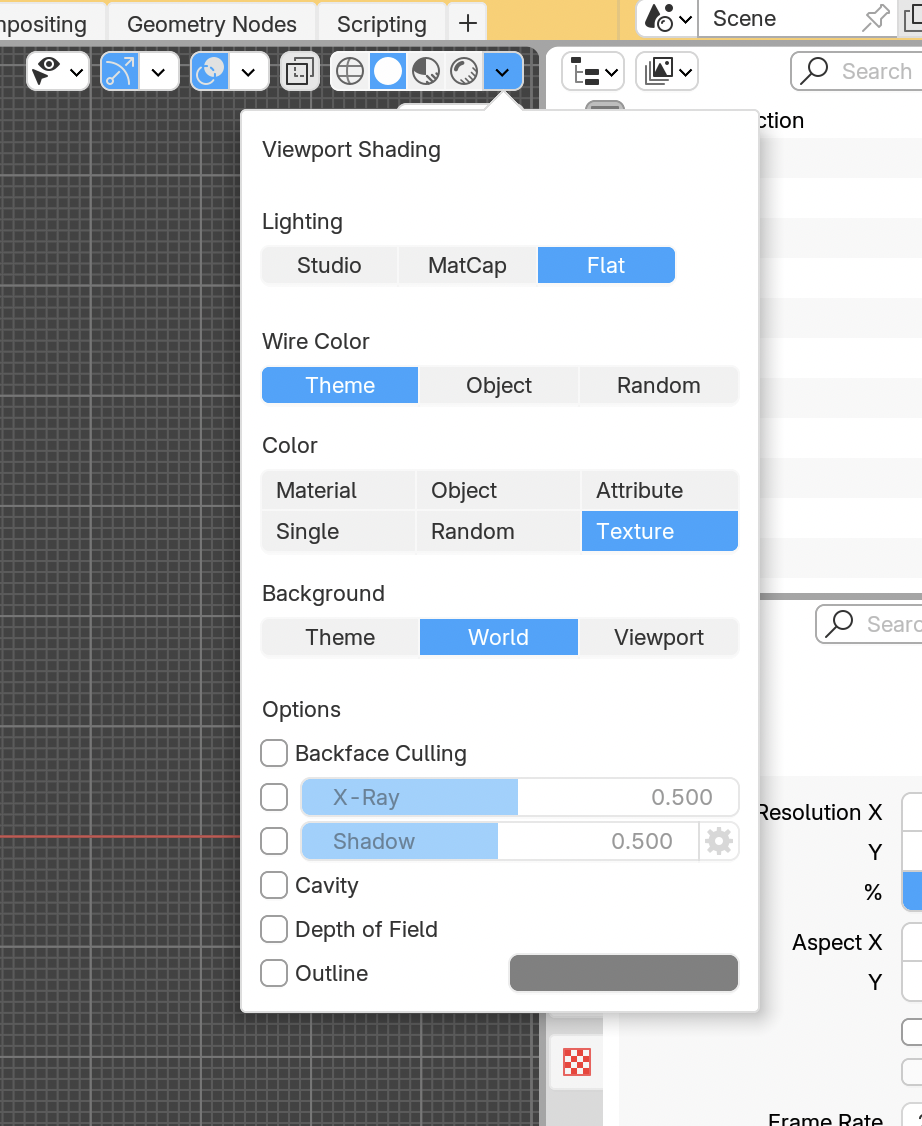 mpositing Geometry Nodes Scripting + Scene
Search
ction
Viewport Shading
Lighting
Studio MatCap Flat
Wire Color
Theme Object Random
Color
Material Object Attribute
Single Random Texture
Background
Theme World Viewport
Searc
Options
Backface Culling
X-Ray 0.500
Resolution X
Shadow 0.500
Y
Cavity
%
Depth of Field
Aspect X
Outline
Y
Frame Rate